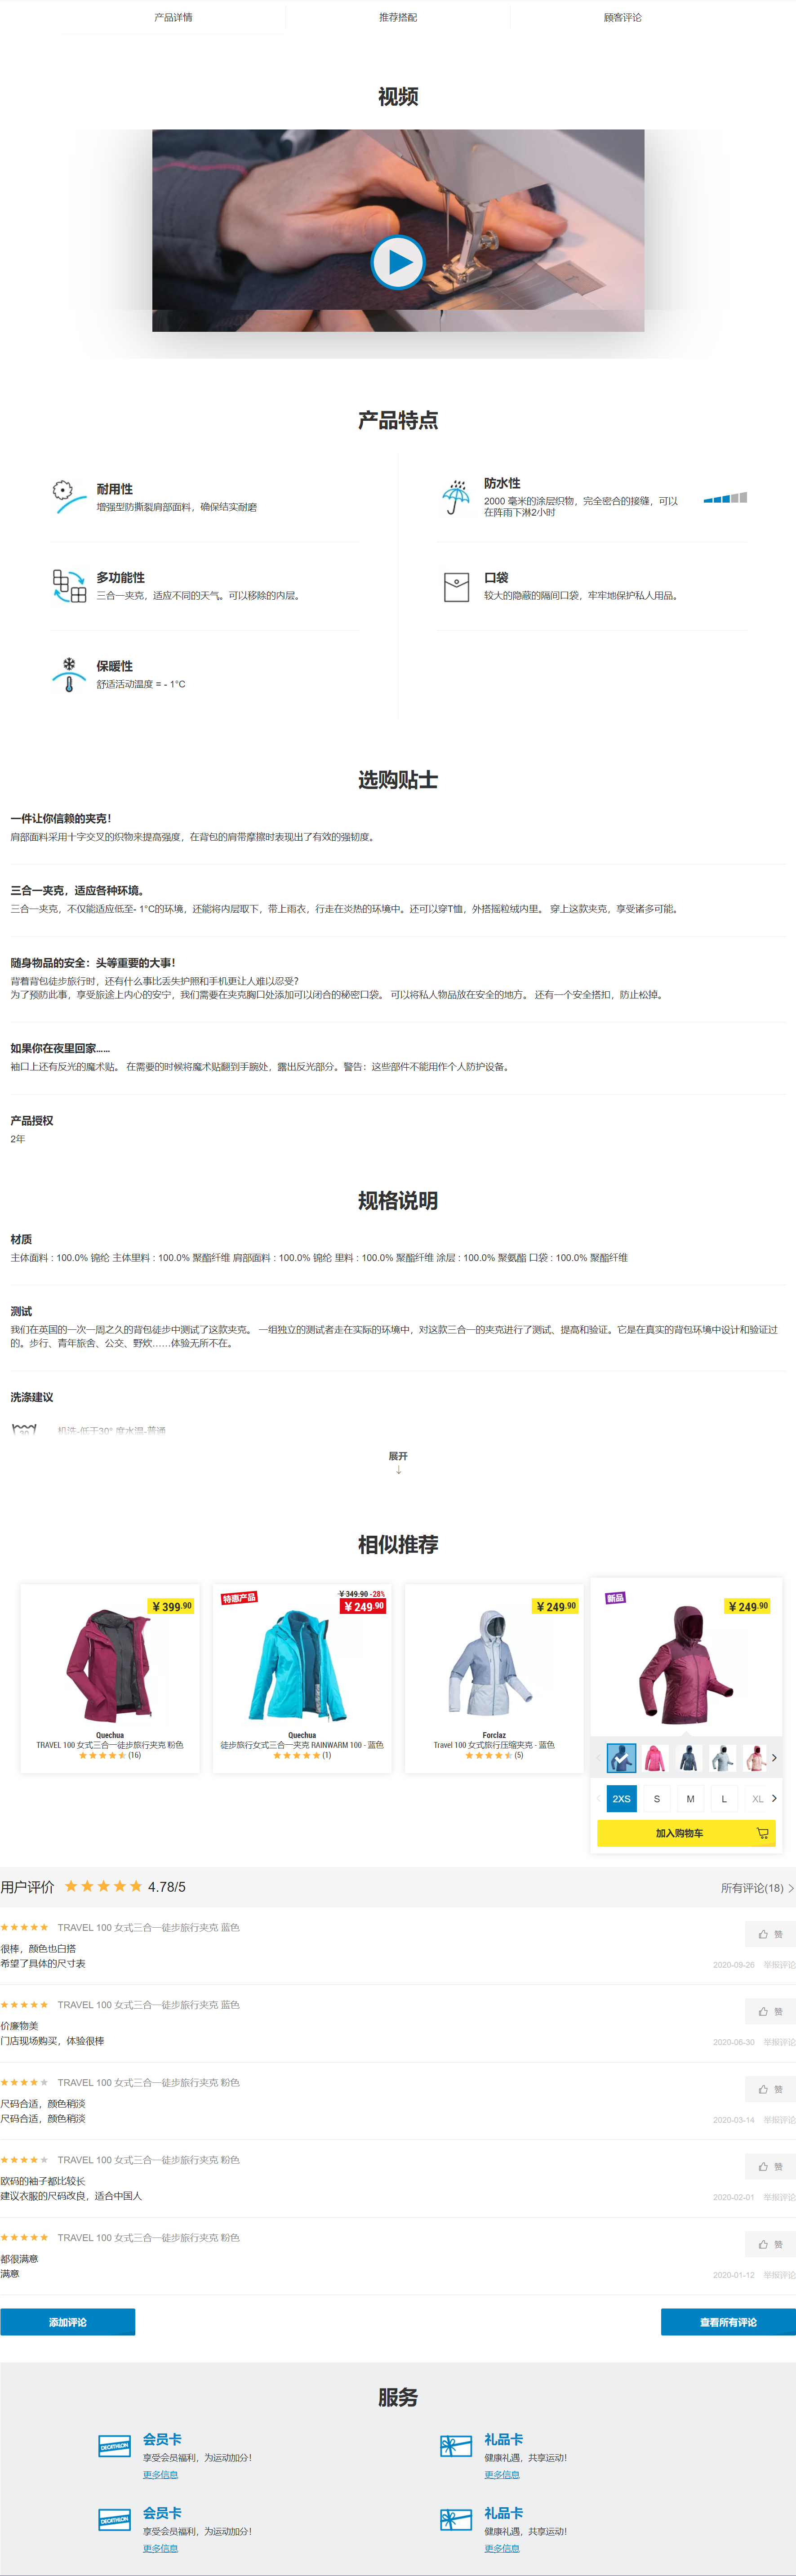 产品详情
推荐搭配
顾客评论
视频
产品特点
耐用性
增强型防撕裂肩部面料，确保结实耐磨
防水性
2000 毫米的涂层织物，完全密合的接缝，可以
在阵雨下淋2小时
多功能性
三合一夹克，适应不同的天气。可以移除的内层。
口袋
较大的隐蔽的隔间口袋，牢牢地保护私人用品。
保暖性
舒适活动温度 = - 1°C
选购贴士
一件让你信赖的夹克！
肩部面料采用十字交叉的织物来提高强度，在背包的肩带摩擦时表现出了有效的强韧度。
三合一夹克，适应各种环境。
三合一夹克，不仅能适应低至- 1°C的环境，还能将内层取下，带上雨衣，行走在炎热的环境中。还可以穿T恤，外搭摇粒绒内里。 穿上这款夹克，享受诸多可能。
随身物品的安全：头等重要的大事！
背着背包徒步旅行时，还有什么事比丢失护照和手机更让人难以忍受？
为了预防此事，享受旅途上内心的安宁，我们需要在夹克胸口处添加可以闭合的秘密口袋。 可以将私人物品放在安全的地方。 还有一个安全搭扣，防止松掉。
如果你在夜里回家……
袖口上还有反光的魔术贴。 在需要的时候将魔术贴翻到手腕处，露出反光部分。警告：这些部件不能用作个人防护设备。
产品授权
2年
规格说明
材质
主体面料 : 100.0% 锦纶 主体里料 : 100.0% 聚酯纤维 肩部面料 : 100.0% 锦纶 里料 : 100.0% 聚酯纤维 涂层 : 100.0% 聚氨酯 口袋 : 100.0% 聚酯纤维
测试
我们在英国的一次一周之久的背包徒步中测试了这款夹克。 一组独立的测试者走在实际的环境中，对这款三合一的夹克进行了测试、提高和验证。它是在真实的背包环境中设计和验证过
的。步行、青年旅舍、公交、野炊……体验无所不在。
洗涤建议
30
机洗-低于30° 度水温-普通
展开
↓
相似推荐
￥399.90
Quechua
TRAVEL 100 女式三合一徒步旅行夹克 粉色
(16)
特惠产品
￥349.90 -28%
￥249.90
Quechua
徒步旅行女式三合一夹克 RAINWARM 100 - 蓝色
(1)
￥249.90
Forclaz
Travel 100 女式旅行压缩夹克 - 蓝色
(5)
新品
￥249.90
2XS
S
M
L
XL
加入购物车
用户评价
4.78/5
所有评论(18)
TRAVEL 100 女式三合一徒步旅行夹克 蓝色
赞
很棒，颜色也白搭
希望了具体的尺寸表
2020-09-26 举报评论
TRAVEL 100 女式三合一徒步旅行夹克 蓝色
赞
价廉物美
门店现场购买，体验很棒
2020-06-30 举报评论
TRAVEL 100 女式三合一徒步旅行夹克 粉色
赞
尺码合适，颜色稍淡
尺码合适，颜色稍淡
2020-03-14 举报评论
TRAVEL 100 女式三合一徒步旅行夹克 粉色
赞
欧码的袖子都比较长
建议衣服的尺码改良，适合中国人
2020-02-01 举报评论
TRAVEL 100 女式三合一徒步旅行夹克 粉色
赞
都很满意
满意
2020-01-12 举报评论
添加评论
查看所有评论
服务
DECATHLON
会员卡
享受会员福利，为运动加分！
更多信息
礼品卡
健康礼遇，共享运动！
更多信息
DECATHLON
会员卡
享受会员福利，为运动加分！
更多信息
礼品卡
健康礼遇，共享运动！
更多信息